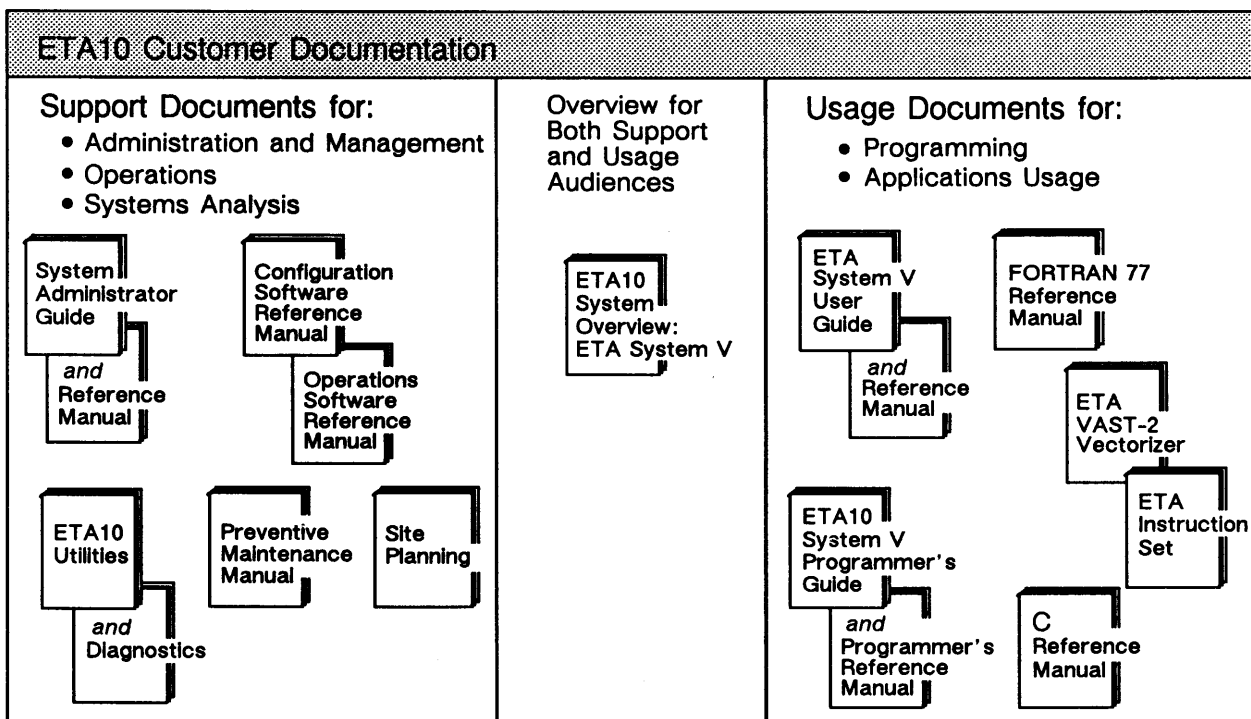 ETA10 Customer Documentation
Support Documents for:
• Administration and Management
• Operations
• Systems Analysis
System
Administrator
Guide
and
Reference
Manual
Configuration
Software
Reference
Manual
Operations
Software
Reference
Manual
ETA10
Utilities
and
Diagnostics
Preventive
Maintenance
Manual
Site
Planning
Overview for
Both Support
and Usage
Audiences
ETA10
System
Overview:
ETA System V
Usage Documents for:
• Programming
• Applications Usage
ETA
System V
User
Guide
and
Reference
Manual
FORTRAN 77
Reference
Manual
ETA
VAST-2
Vectorizer
ETA
Instruction
Set
ETA10
System V
Programmer's
Guide
and
Programmer's
Reference
Manual
C
Reference
Manual